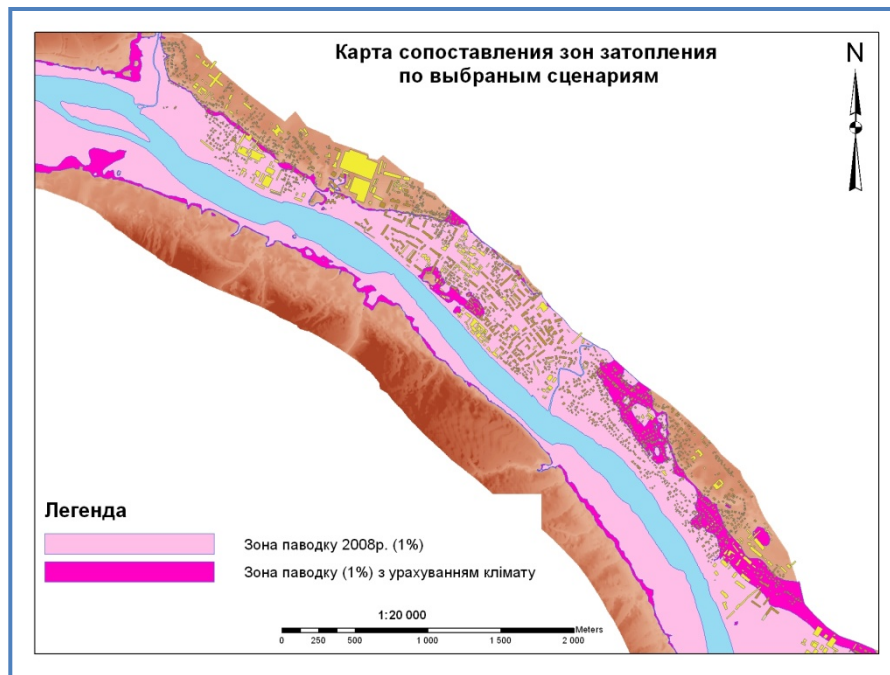 Карта сопоставления зон затопления
по выбраным сценариям
N
Легенда
Зона паводку 2008р. (1%)
Зона паводку (1%) з урахуванням клімату
1:20 000
Meters
0 250 500 1 000 1 500 2 000